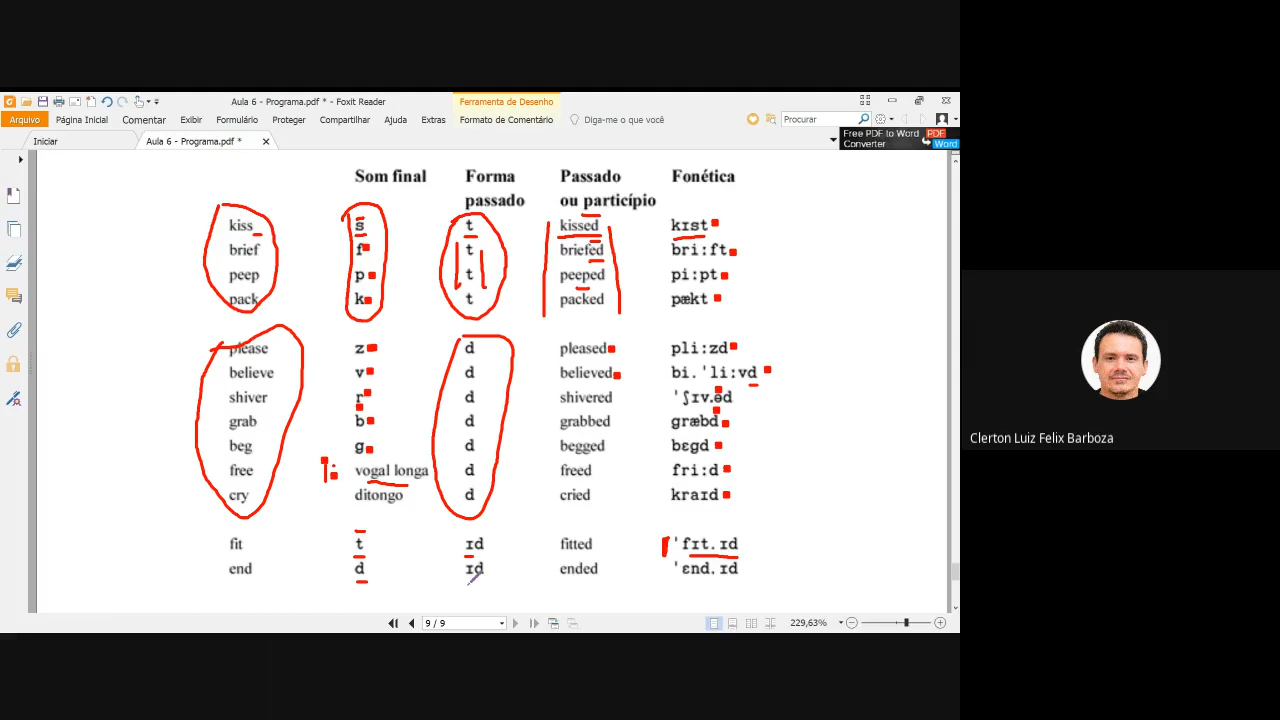 Aula 6 - Programa.pdf * - Foxit Reader
Ferramenta de Desenho
Arquivo Página Inicial Comentar Exibir Formulário Proteger Compartilhar Ajuda Extras Formato de Comentário Diga-me o que você Procurar
Iniciar Aula 6 - Programa.pdf *
Free PDF to Word Converter PDF Word
Som final Forma passado Passado ou particípio Fonética
kiss s t kissed kɪst
brief f t briefed bri:ft
peep p t peeped pi:pt
pack k t packed pækt
please z d pleased pli:zd
believe v d believed bi.ˈli:vd
shiver r d shivered ˈʃɪv.əd
grab b d grabbed græbd
beg g d begged bɛgd
free vogal longa d freed fri:d
cry ditongo d cried kraɪd
fit t ɪd fitted ˈfɪt.ɪd
end d ɪd ended ˈɛnd.ɪd
9 / 9 229,63%
Clerton Luiz Felix Barboza